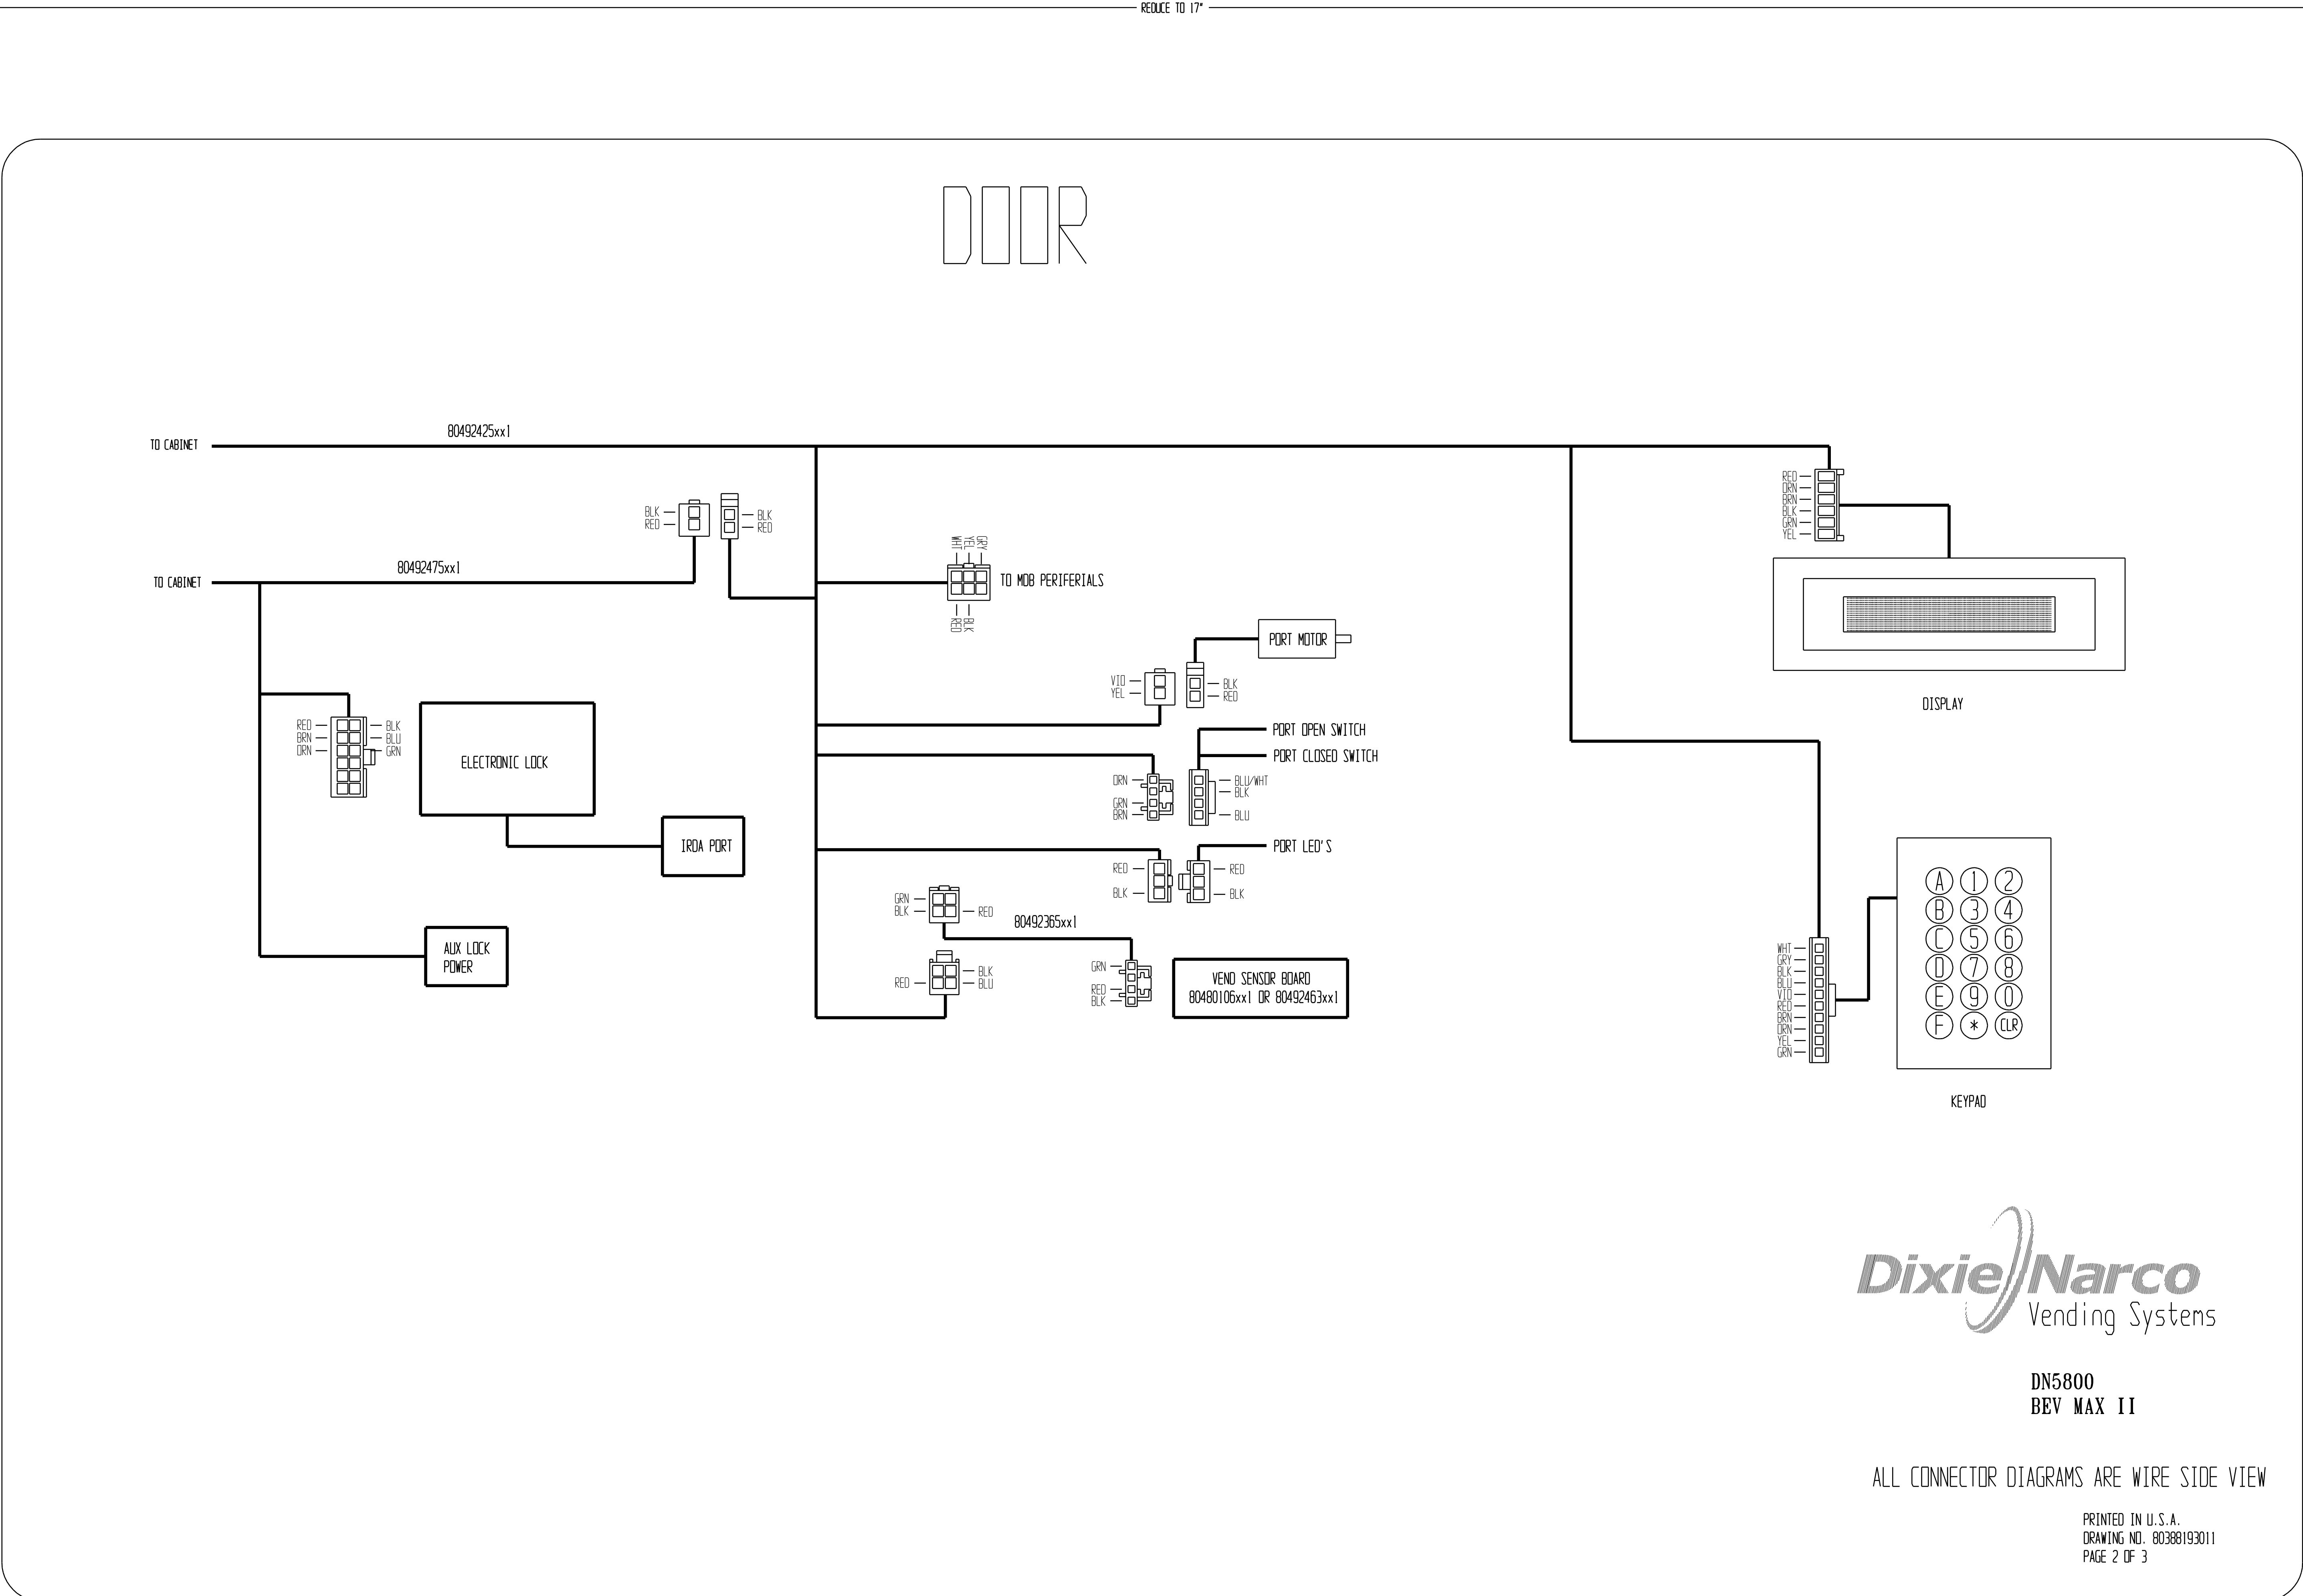 REDUCE TO 17"
DOOR
TO CABINET
80492425xx1
RED
ORN
BRN
BLK
GRN
YEL
BLK
RED
BLK
RED
TO CABINET
80492475xx1
WHT
YEL
GRY
TO MDB PERIFERIALS
RED
BLK
PORT MOTOR
VIO
YEL
BLK
RED
DISPLAY
RED
BRN
ORN
BLK
BLU
GRN
ELECTRONIC LOCK
PORT OPEN SWITCH
PORT CLOSED SWITCH
ORN
GRN
BRN
BLU/WHT
BLK
BLU
IRDA PORT
PORT LED'S
RED
BLK
RED
BLK
GRN
BLK
RED
80492365xx1
AUX LOCK
POWER
RED
BLK
BLU
GRN
RED
BLK
VEND SENSOR BOARD
80480106xx1 OR 80492463xx1
A 1 2
B 3 4
C 5 6
D 7 8
E 9 0
F * CLR
WHT
GRY
BLK
BLU
VIO
RED
BRN
ORN
YEL
GRN
KEYPAD
Dixie Narco
Vending Systems
DN5800
BEV MAX II
ALL CONNECTOR DIAGRAMS ARE WIRE SIDE VIEW
PRINTED IN U.S.A.
DRAWING NO. 80388193011
PAGE 2 OF 3